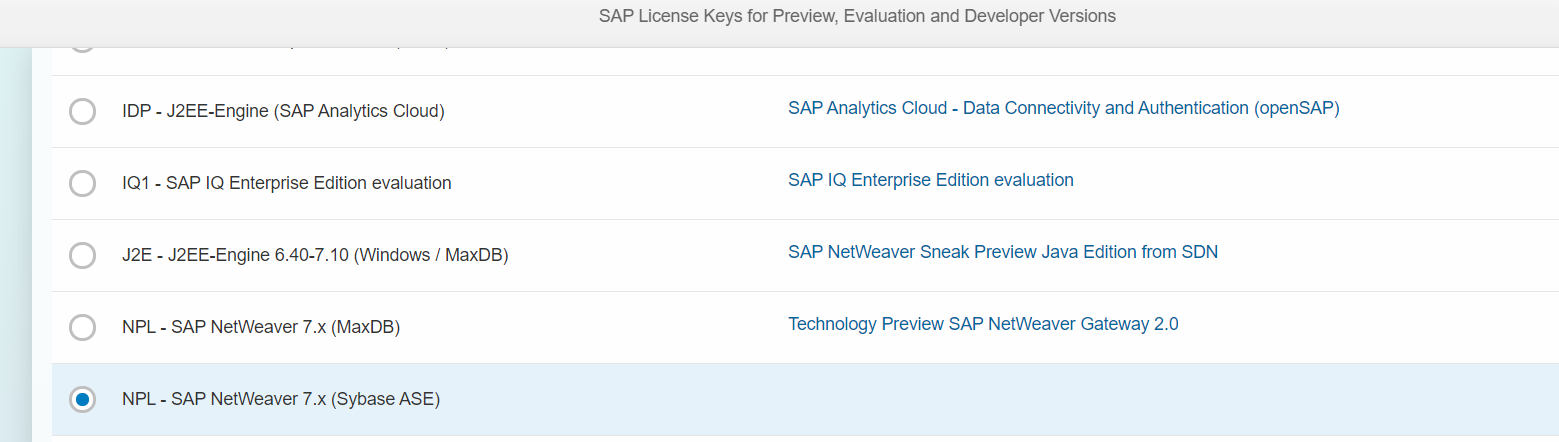 SAP License Keys for Preview, Evaluation and Developer Versions
IDP - J2EE-Engine (SAP Analytics Cloud)
SAP Analytics Cloud - Data Connectivity and Authentication (openSAP)
IQ1 - SAP IQ Enterprise Edition evaluation
SAP IQ Enterprise Edition evaluation
J2E - J2EE-Engine 6.40-7.10 (Windows / MaxDB)
SAP NetWeaver Sneak Preview Java Edition from SDN
NPL - SAP NetWeaver 7.x (MaxDB)
Technology Preview SAP NetWeaver Gateway 2.0
NPL - SAP NetWeaver 7.x (Sybase ASE)